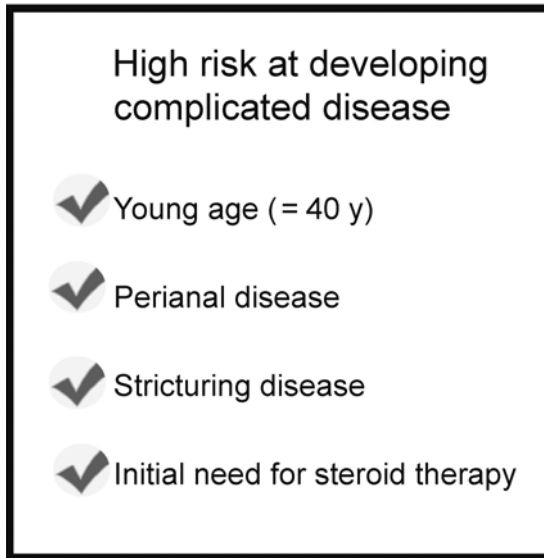 High risk at developing
complicated disease
Young age (= 40 y)
Perianal disease
Stricturing disease
Initial need for steroid therapy